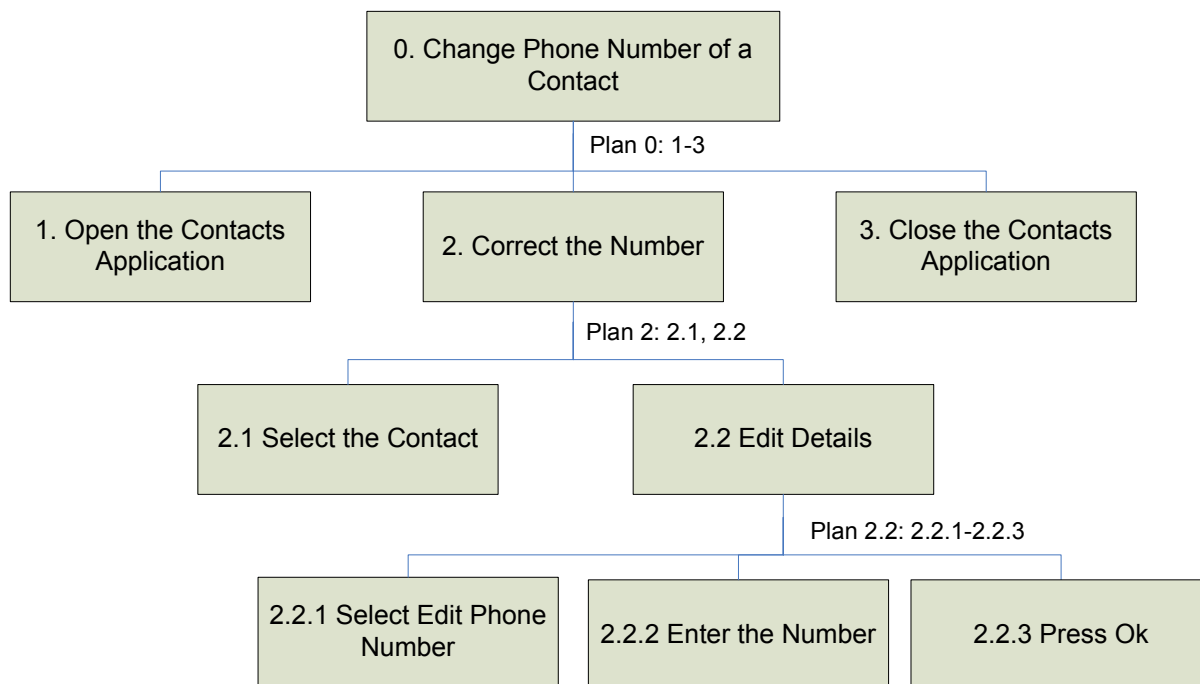 0. Change Phone Number of a
Contact
Plan 0: 1-3
1. Open the Contacts
Application
2. Correct the Number
3. Close the Contacts
Application
Plan 2: 2.1, 2.2
2.1 Select the Contact
2.2 Edit Details
Plan 2.2: 2.2.1-2.2.3
2.2.1 Select Edit Phone
Number
2.2.2 Enter the Number
2.2.3 Press Ok